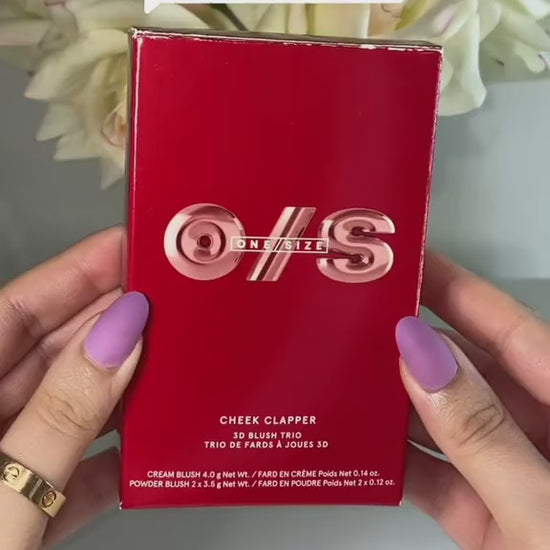 O/S
ONE/SIZE
CHEEK CLAPPER
3D BLUSH TRIO
TRIO DE FARDS À JOUES 3D
CREAM BLUSH 4.0 g Net Wt. / FARD EN CRÈME Poids Net 0.14 oz.
POWDER BLUSH 2 x 3.5 g Net Wt. / FARD EN POUDRE Poids Net 2 x 0.12 oz.